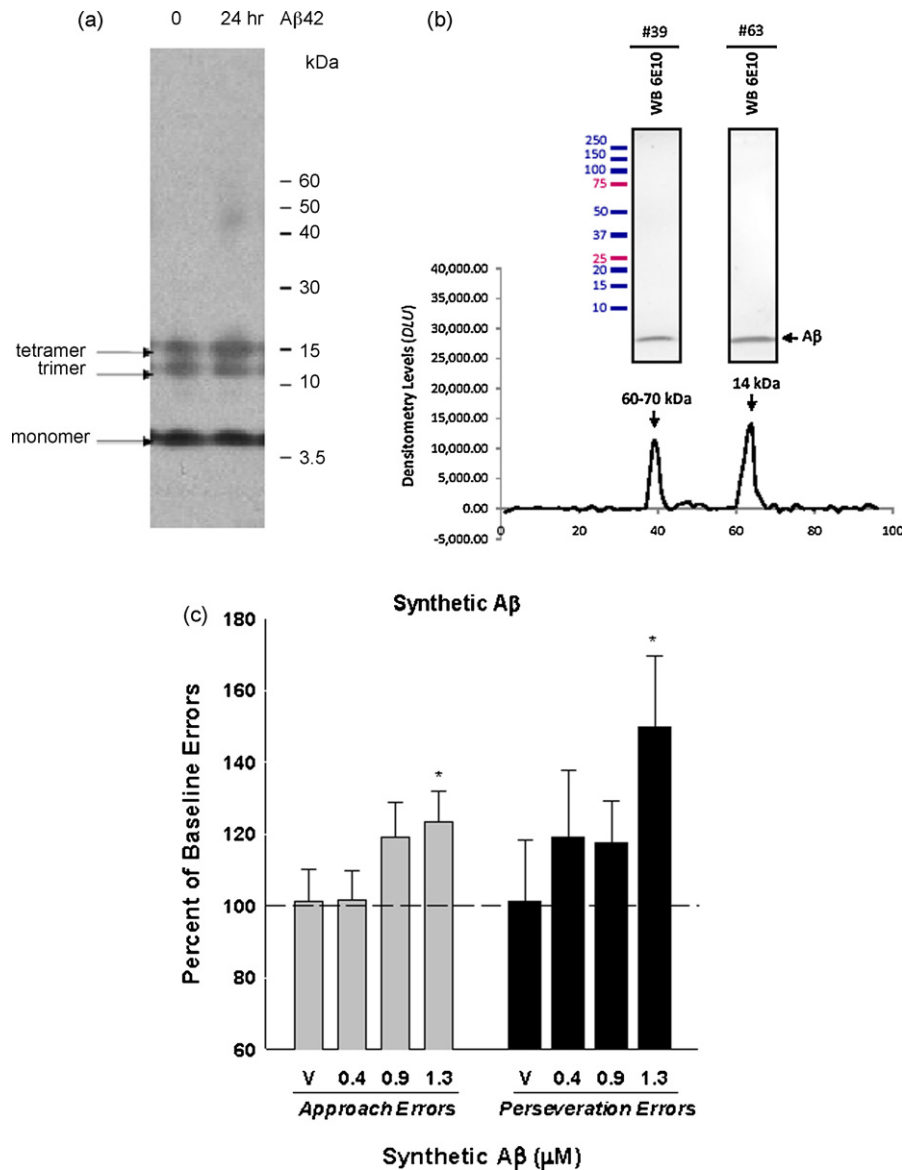 (a)
0 24 hr Aβ42
kDa
60
50
40
30
15
10
3.5
tetramer
trimer
monomer
(b)
#39 #63
WB 6E10 WB 6E10
250
150
100
75
50
37
25
20
15
10
Aβ
60-70 kDa
14 kDa
Densitometry Levels (DLU)
40,000.00
35,000.00
30,000.00
25,000.00
20,000.00
15,000.00
10,000.00
5,000.00
0.00
-5,000.00
0 20 40 60 80 100
(c)
Synthetic Aβ
Percent of Baseline Errors
180
160
140
120
100
80
60
* *
V 0.4 0.9 1.3 V 0.4 0.9 1.3
Approach Errors Perseveration Errors
Synthetic Aβ (μM)